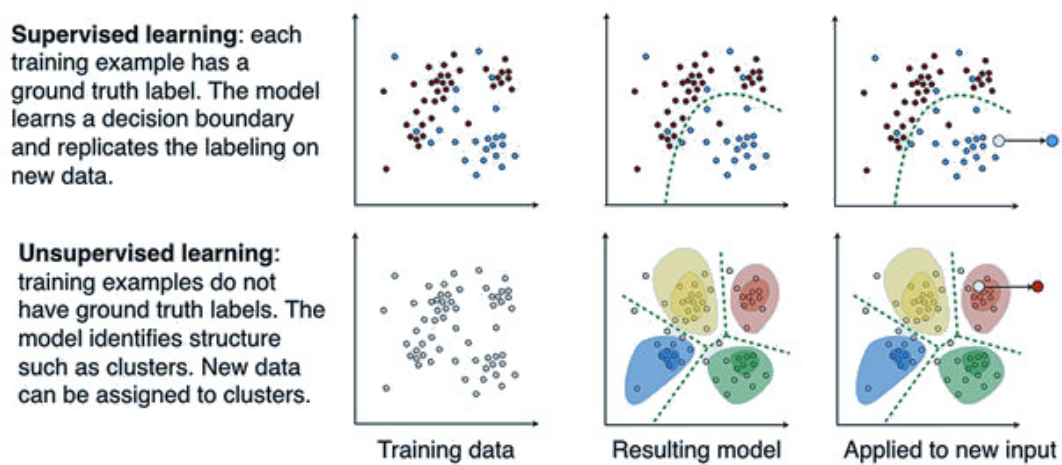 Supervised learning: each
training example has a
ground truth label. The model
learns a decision boundary
and replicates the labeling on
new data.
Unsupervised learning:
training examples do not
have ground truth labels. The
model identifies structure
such as clusters. New data
can be assigned to clusters.
Training data
Resulting model
Applied to new input